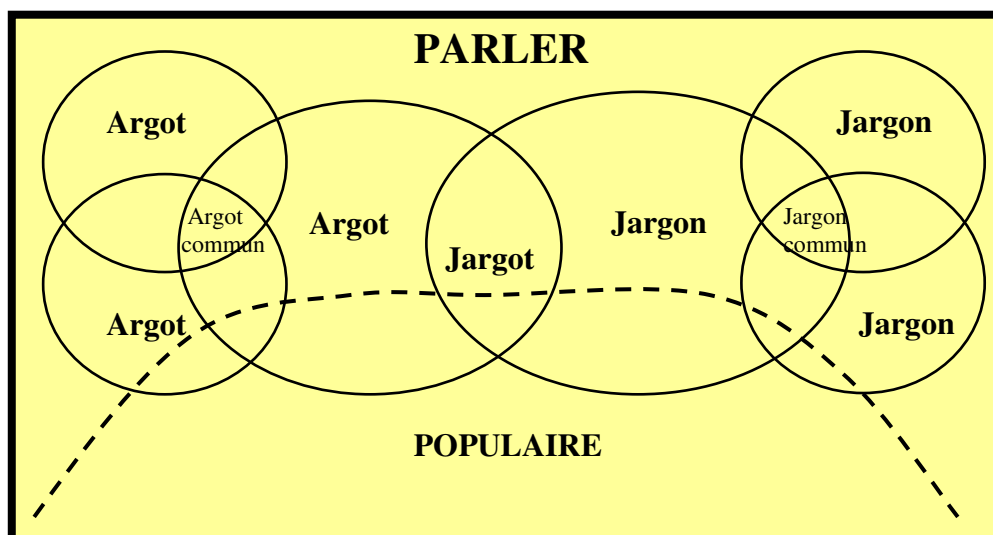 PARLER
Argot
Jargon
Argot
commun
Argot
Jargot
Jargon
Jargon
commun
Argot
Jargon
POPULAIRE